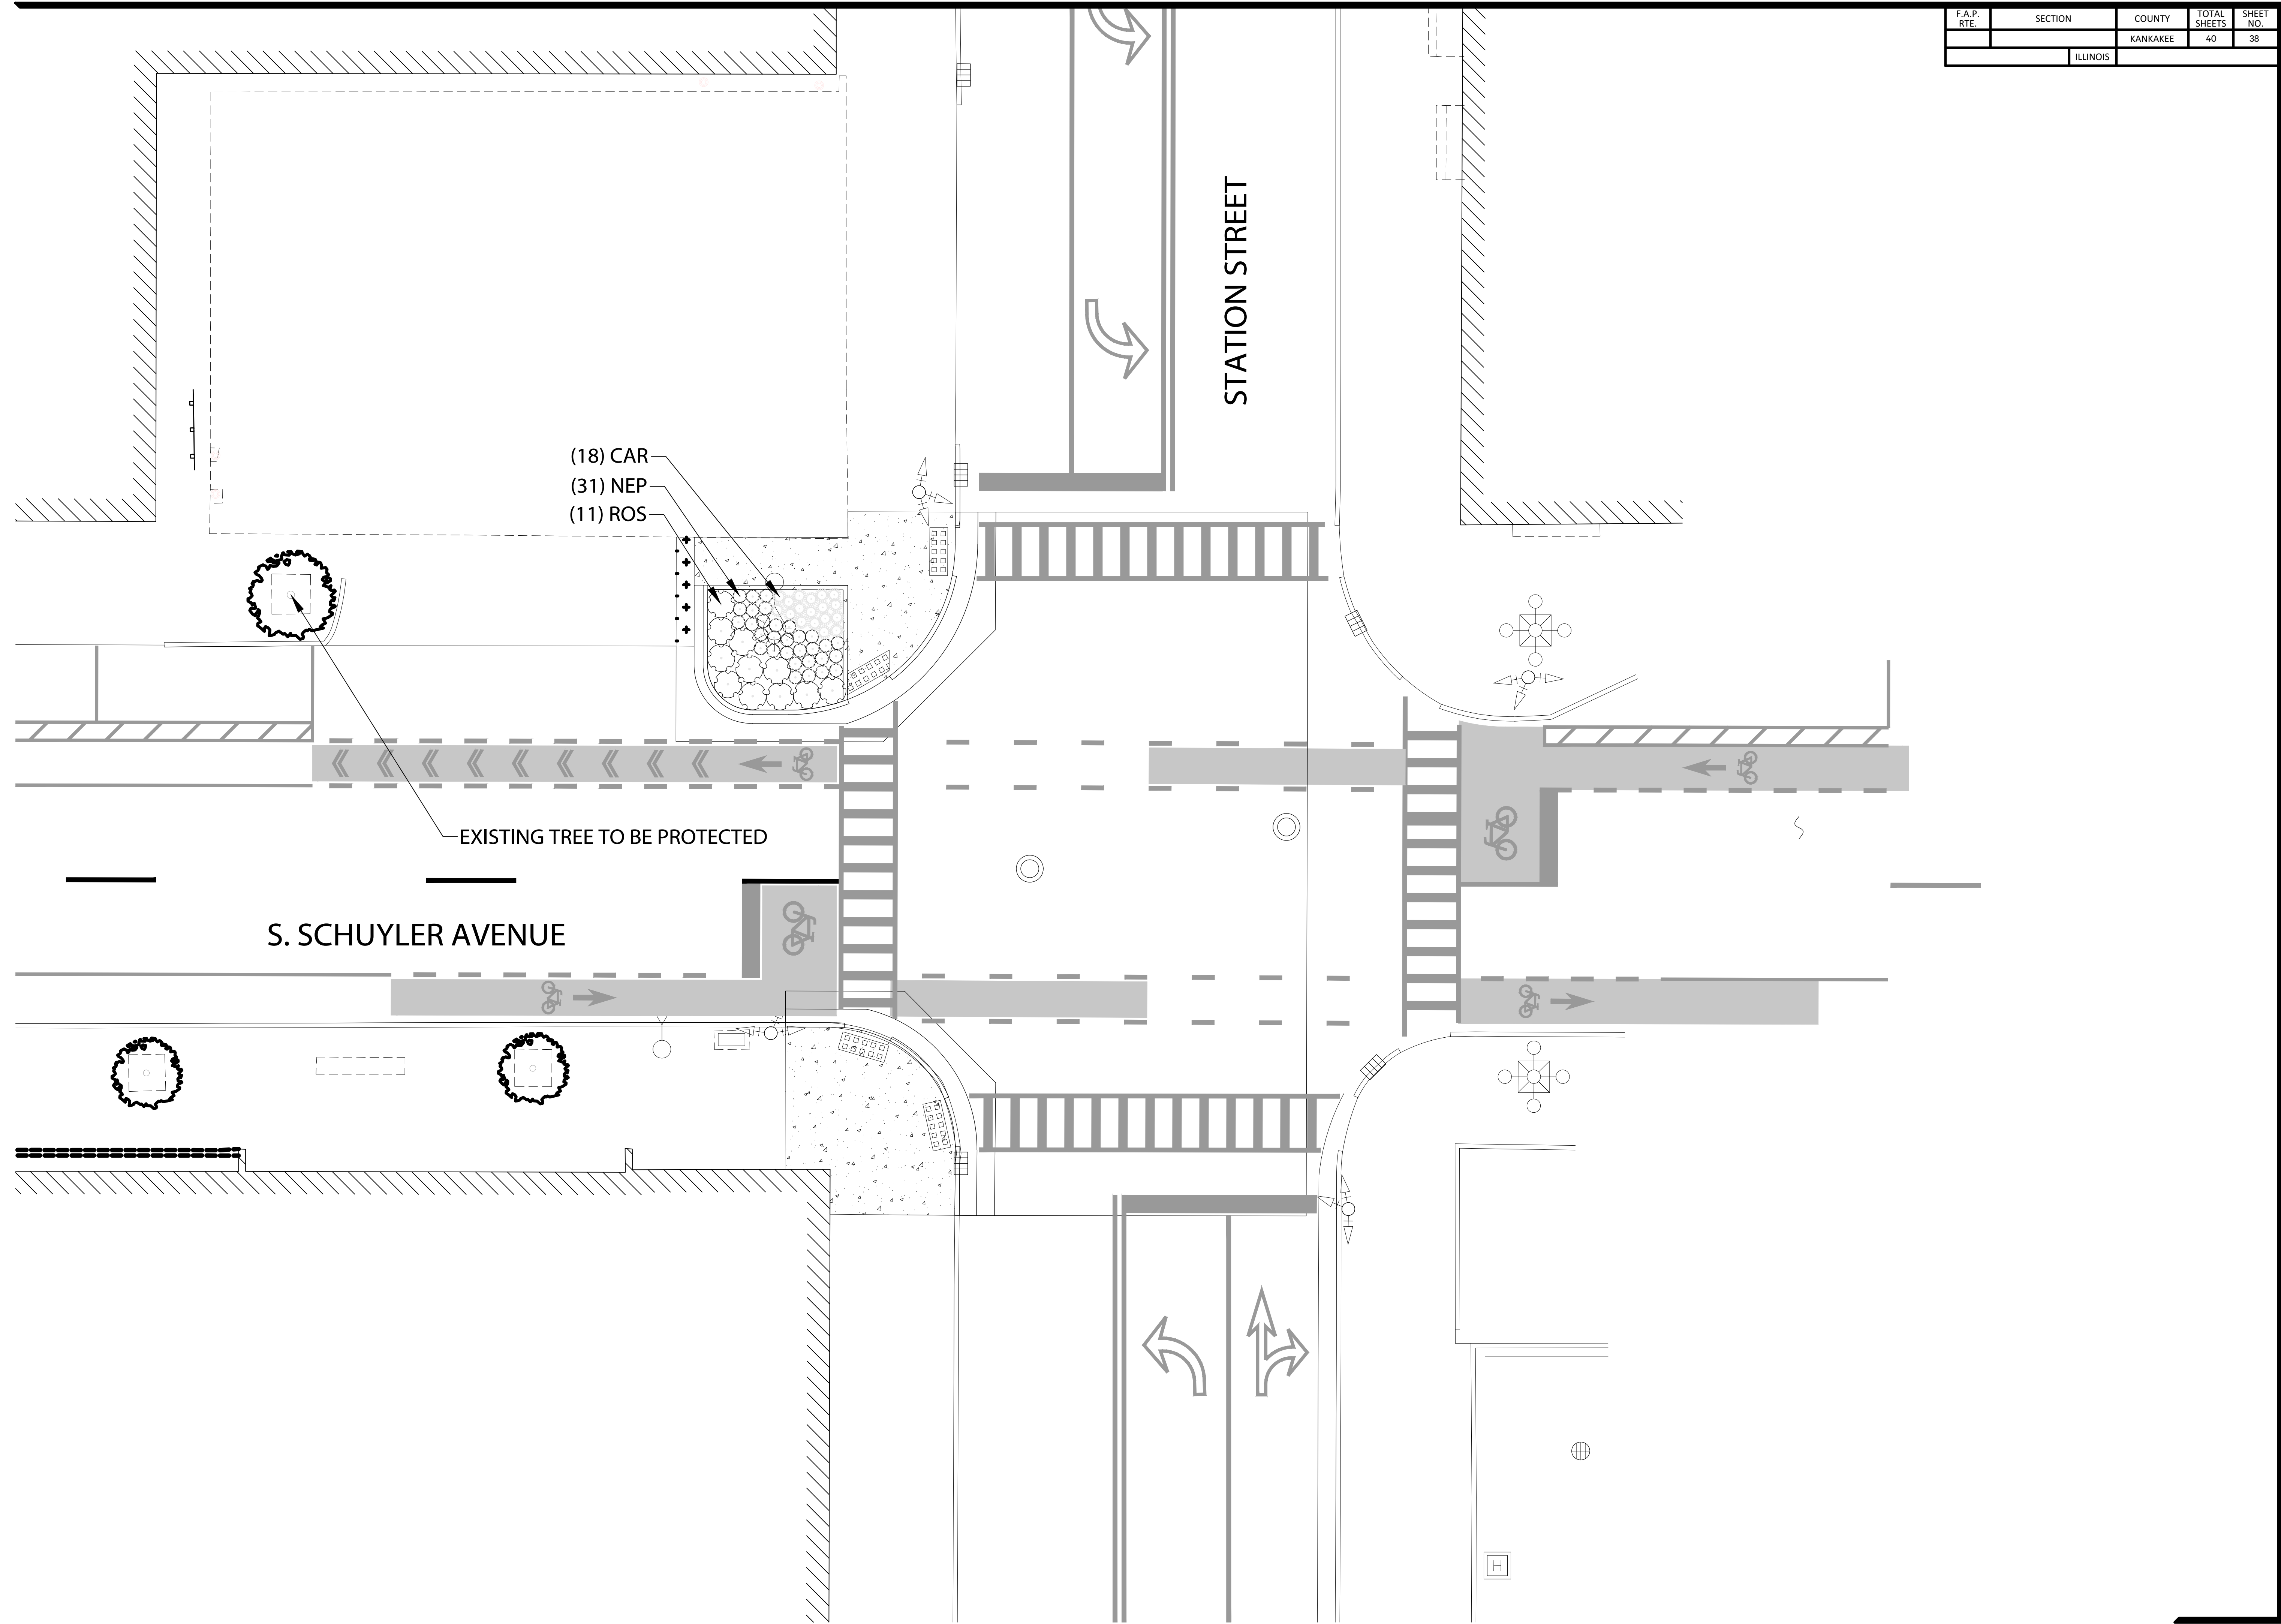 F.A.P. RTE. SECTION COUNTY TOTAL SHEETS SHEET NO.
KANKAKEE 40 38
ILLINOIS
STATION STREET
(18) CAR
(31) NEP
(11) ROS
EXISTING TREE TO BE PROTECTED
S. SCHUYLER AVENUE
H